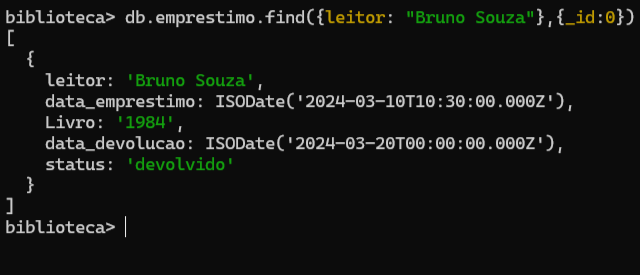 biblioteca> db.emprestimo.find({leitor: "Bruno Souza"},{_id:0})
[
  {
    leitor: 'Bruno Souza',
    data_emprestimo: ISODate('2024-03-10T10:30:00.000Z'),
    Livro: '1984',
    data_devolucao: ISODate('2024-03-20T00:00:00.000Z'),
    status: 'devolvido'
  }
]
biblioteca>